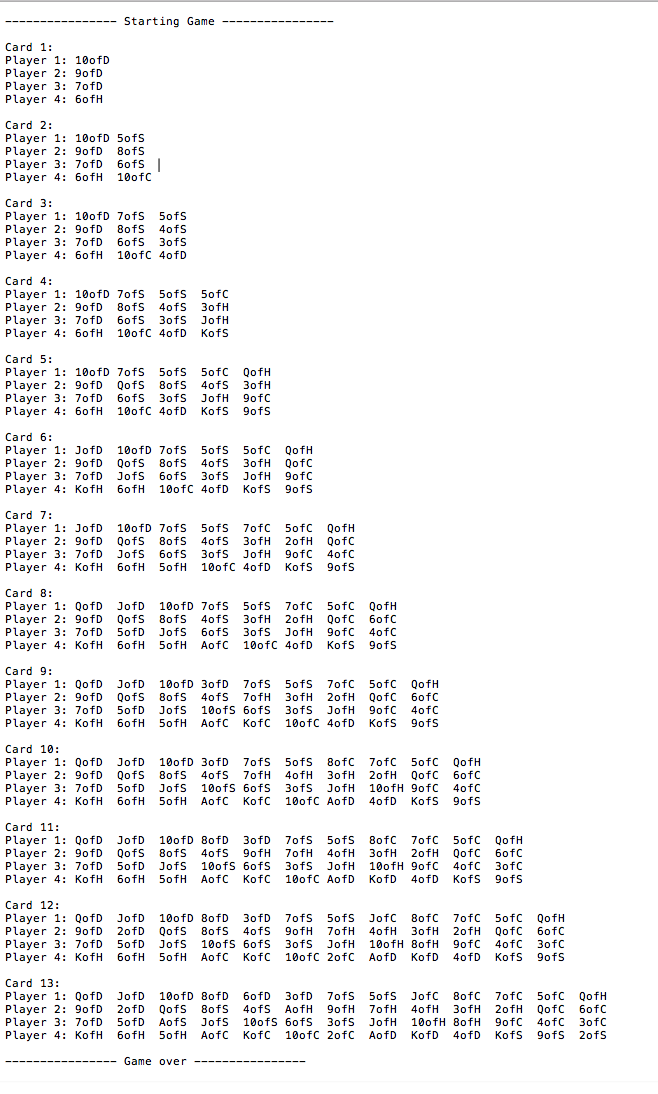 ---------------- Starting Game ----------------
Card 1:
Player 1: 10ofD
Player 2: 9ofD
Player 3: 7ofD
Player 4: 6ofH
Card 2:
Player 1: 10ofD 5ofS
Player 2: 9ofD  8ofS
Player 3: 7ofD  6ofS
Player 4: 6ofH  10ofC
Card 3:
Player 1: 10ofD 7ofS  5ofS
Player 2: 9ofD  8ofS  4ofS
Player 3: 7ofD  6ofS  3ofS
Player 4: 6ofH  10ofC 4ofD
Card 4:
Player 1: 10ofD 7ofS  5ofS  5ofC
Player 2: 9ofD  8ofS  4ofS  3ofH
Player 3: 7ofD  6ofS  3ofS  JofH
Player 4: 6ofH  10ofC 4ofD  KofS
Card 5:
Player 1: 10ofD 7ofS  5ofS  5ofC  QofH
Player 2: 9ofD  QofS  8ofS  4ofS  3ofH
Player 3: 7ofD  6ofS  3ofS  JofH  9ofC
Player 4: 6ofH  10ofC 4ofD  KofS  9ofS
Card 6:
Player 1: JofD  10ofD 7ofS  5ofS  5ofC  QofH
Player 2: 9ofD  QofS  8ofS  4ofS  3ofH  QofC
Player 3: 7ofD  JofS  6ofS  3ofS  JofH  9ofC
Player 4: KofH  6ofH  10ofC 4ofD  KofS  9ofS
Card 7:
Player 1: JofD  10ofD 7ofS  5ofS  7ofC  5ofC  QofH
Player 2: 9ofD  QofS  8ofS  4ofS  3ofH  2ofH  QofC
Player 3: 7ofD  JofS  6ofS  3ofS  JofH  9ofC  4ofC
Player 4: KofH  6ofH  5ofH  10ofC 4ofD  KofS  9ofS
Card 8:
Player 1: QofD  JofD  10ofD 7ofS  5ofS  7ofC  5ofC  QofH
Player 2: 9ofD  QofS  8ofS  4ofS  3ofH  2ofH  QofC  6ofC
Player 3: 7ofD  5ofD  JofS  6ofS  3ofS  JofH  9ofC  4ofC
Player 4: KofH  6ofH  5ofH  AofC  10ofC 4ofD  KofS  9ofS
Card 9:
Player 1: QofD  JofD  10ofD 3ofD  7ofS  5ofS  7ofC  5ofC  QofH
Player 2: 9ofD  QofS  8ofS  4ofS  7ofH  3ofH  2ofH  QofC  6ofC
Player 3: 7ofD  5ofD  JofS  10ofS 6ofS  3ofS  JofH  9ofC  4ofC
Player 4: KofH  6ofH  5ofH  AofC  KofC  10ofC 4ofD  KofS  9ofS
Card 10:
Player 1: QofD  JofD  10ofD 3ofD  7ofS  5ofS  8ofC  7ofC  5ofC  QofH
Player 2: 9ofD  QofS  8ofS  4ofS  7ofH  4ofH  3ofH  2ofH  QofC  6ofC
Player 3: 7ofD  5ofD  JofS  10ofS 6ofS  3ofS  JofH  10ofH 9ofC  4ofC
Player 4: KofH  6ofH  5ofH  AofC  KofC  10ofC AofD  4ofD  KofS  9ofS
Card 11:
Player 1: QofD  JofD  10ofD 8ofD  3ofD  7ofS  5ofS  8ofC  7ofC  5ofC  QofH
Player 2: 9ofD  QofS  8ofS  4ofS  9ofH  7ofH  4ofH  3ofH  2ofH  QofC  6ofC
Player 3: 7ofD  5ofD  JofS  10ofS 6ofS  3ofS  JofH  10ofH 9ofC  4ofC  3ofC
Player 4: KofH  6ofH  5ofH  AofC  KofC  10ofC AofD  KofD  4ofD  KofS  9ofS
Card 12:
Player 1: QofD  JofD  10ofD 8ofD  3ofD  7ofS  5ofS  JofC  8ofC  7ofC  5ofC  QofH
Player 2: 9ofD  2ofD  QofS  8ofS  4ofS  9ofH  7ofH  4ofH  3ofH  2ofH  QofC  6ofC
Player 3: 7ofD  5ofD  JofS  10ofS 6ofS  3ofS  JofH  10ofH 8ofH  9ofC  4ofC  3ofC
Player 4: KofH  6ofH  5ofH  AofC  KofC  10ofC 2ofC  AofD  KofD  4ofD  KofS  9ofS
Card 13:
Player 1: QofD  JofD  10ofD 8ofD  6ofD  3ofD  7ofS  5ofS  JofC  8ofC  7ofC  5ofC  QofH
Player 2: 9ofD  2ofD  QofS  8ofS  4ofS  AofH  9ofH  7ofH  4ofH  3ofH  2ofH  QofC  6ofC
Player 3: 7ofD  5ofD  AofS  JofS  10ofS 6ofS  3ofS  JofH  10ofH 8ofH  9ofC  4ofC  3ofC
Player 4: KofH  6ofH  5ofH  AofC  KofC  10ofC 2ofC  AofD  KofD  4ofD  KofS  9ofS  2ofS
---------------- Game over ----------------